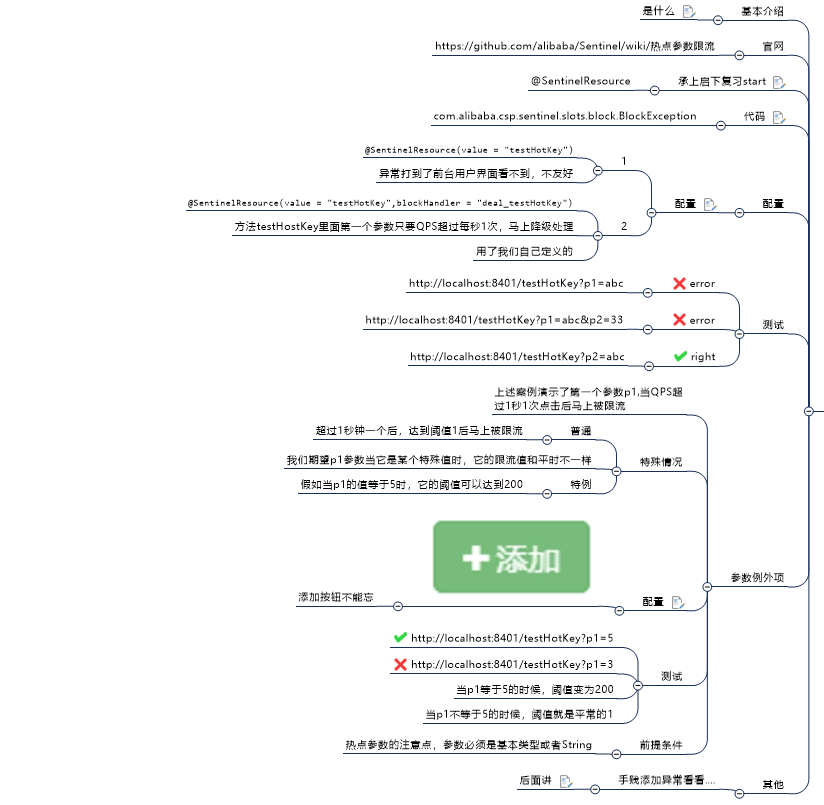 是什么 基本介绍
https://github.com/alibaba/Sentinel/wiki/热点参数限流 官网
@SentinelResource 承上启下复习start
com.alibaba.csp.sentinel.slots.block.BlockException 代码
@SentinelResource(value = "testHotKey")
1
异常打到了前台用户界面看不到，不友好
@SentinelResource(value = "testHotKey",blockHandler = "deal_testHotKey") 配置 配置
方法testHostKey里面第一个参数只要QPS超过每秒1次，马上降级处理 2
用了我们自己定义的
http://localhost:8401/testHotKey?p1=abc error
http://localhost:8401/testHotKey?p1=abc&p2=33 error 测试
http://localhost:8401/testHotKey?p2=abc right
上述案例演示了第一个参数p1,当QPS超
过1秒1次点击后马上被限流
超过1秒钟一个后，达到阈值1后马上被限流 普通
我们期望p1参数当它是某个特殊值时，它的限流值和平时不一样 特殊情况
假如当p1的值等于5时，它的阈值可以达到200 特例
添加
参数例外项
添加按钮不能忘 配置
http://localhost:8401/testHotKey?p1=5
http://localhost:8401/testHotKey?p1=3
测试
当p1等于5的时候，阈值变为200
当p1不等于5的时候，阈值就是平常的1
热点参数的注意点，参数必须是基本类型或者String 前提条件
后面讲 手贱添加异常看看.... 其他